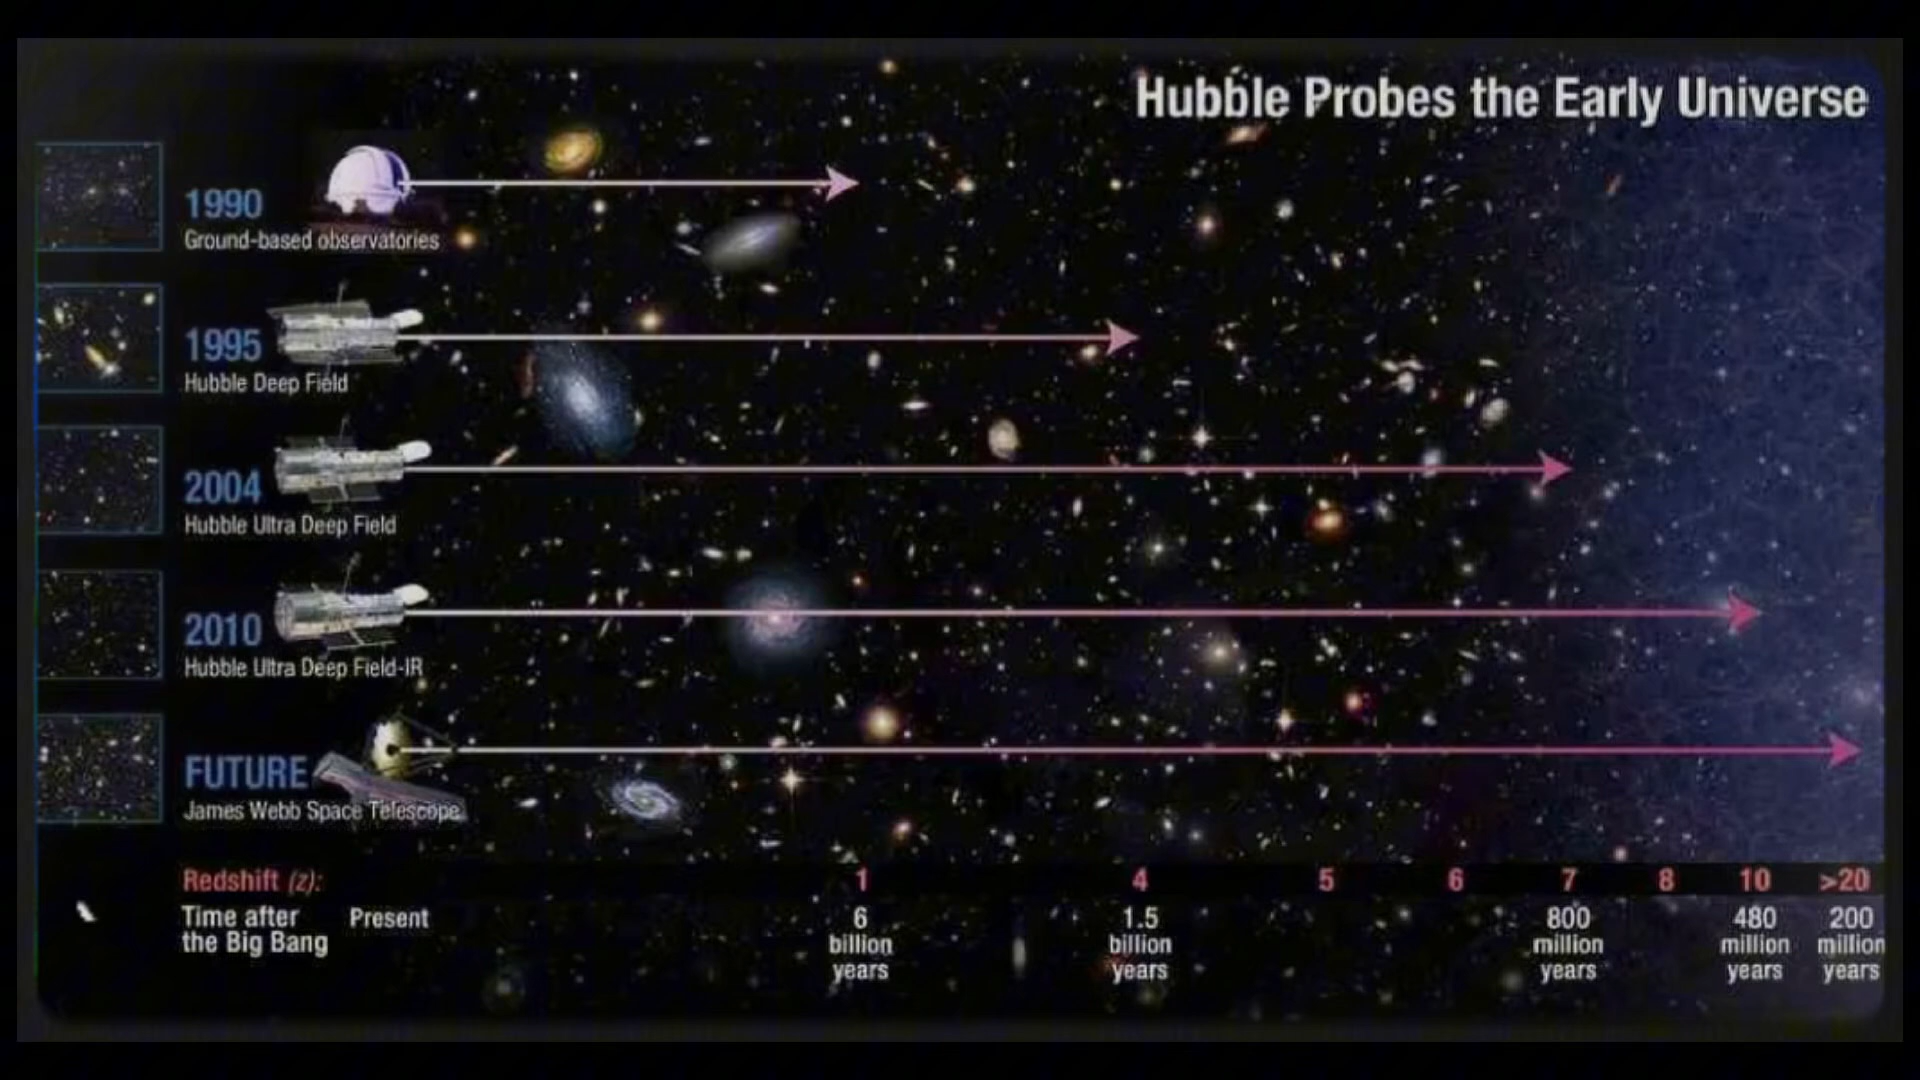 Hubble Probes the Early Universe
1990
Ground-based observatories
1995
Hubble Deep Field
2004
Hubble Ultra Deep Field
2010
Hubble Ultra Deep Field-IR
FUTURE
James Webb Space Telescope
Redshift (z): 1 4 5 6 7 8 10 >20
Time after
the Big Bang
Present
6
billion
years
1.5
billion
years
800
million
years
480
million
years
200
million
years